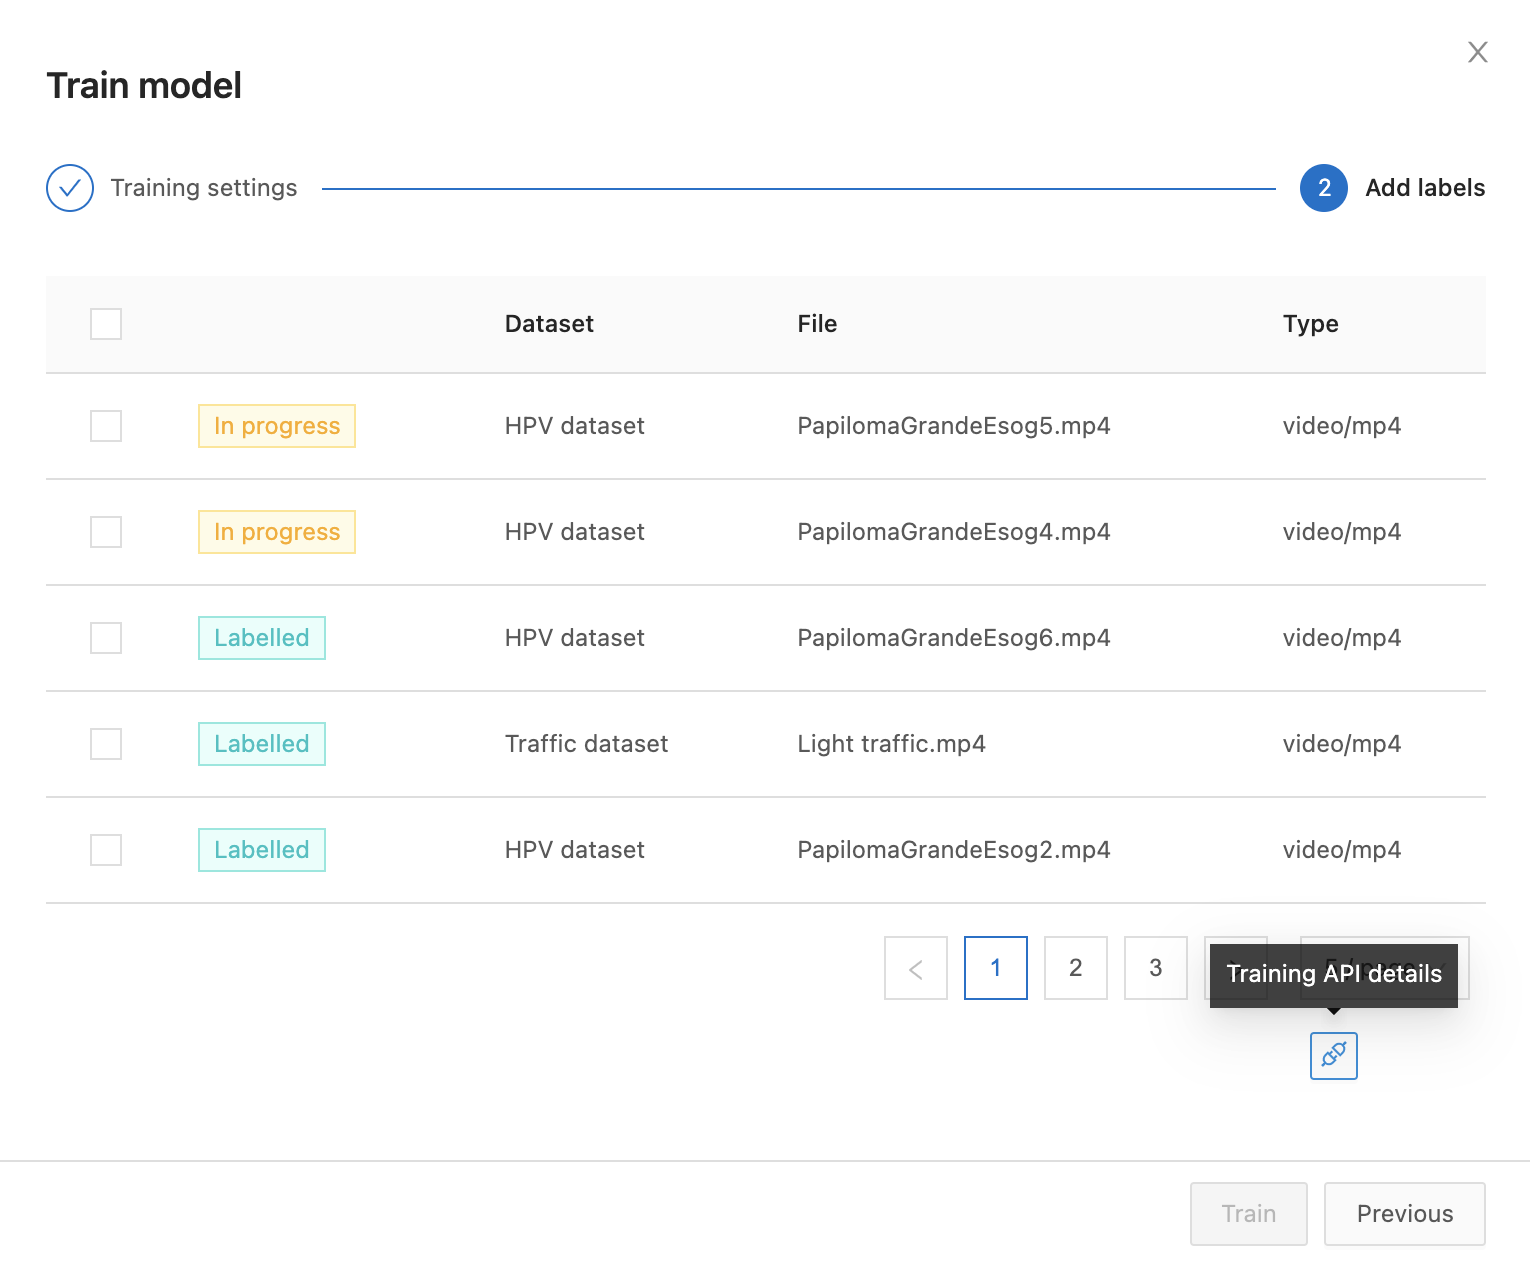 Train model
Training settings
2 Add labels
Dataset File Type
In progress HPV dataset PapilomaGrandeEsog5.mp4 video/mp4
In progress HPV dataset PapilomaGrandeEsog4.mp4 video/mp4
Labelled HPV dataset PapilomaGrandeEsog6.mp4 video/mp4
Labelled Traffic dataset Light traffic.mp4 video/mp4
Labelled HPV dataset PapilomaGrandeEsog2.mp4 video/mp4
1 2 3
Training API details
Train Previous